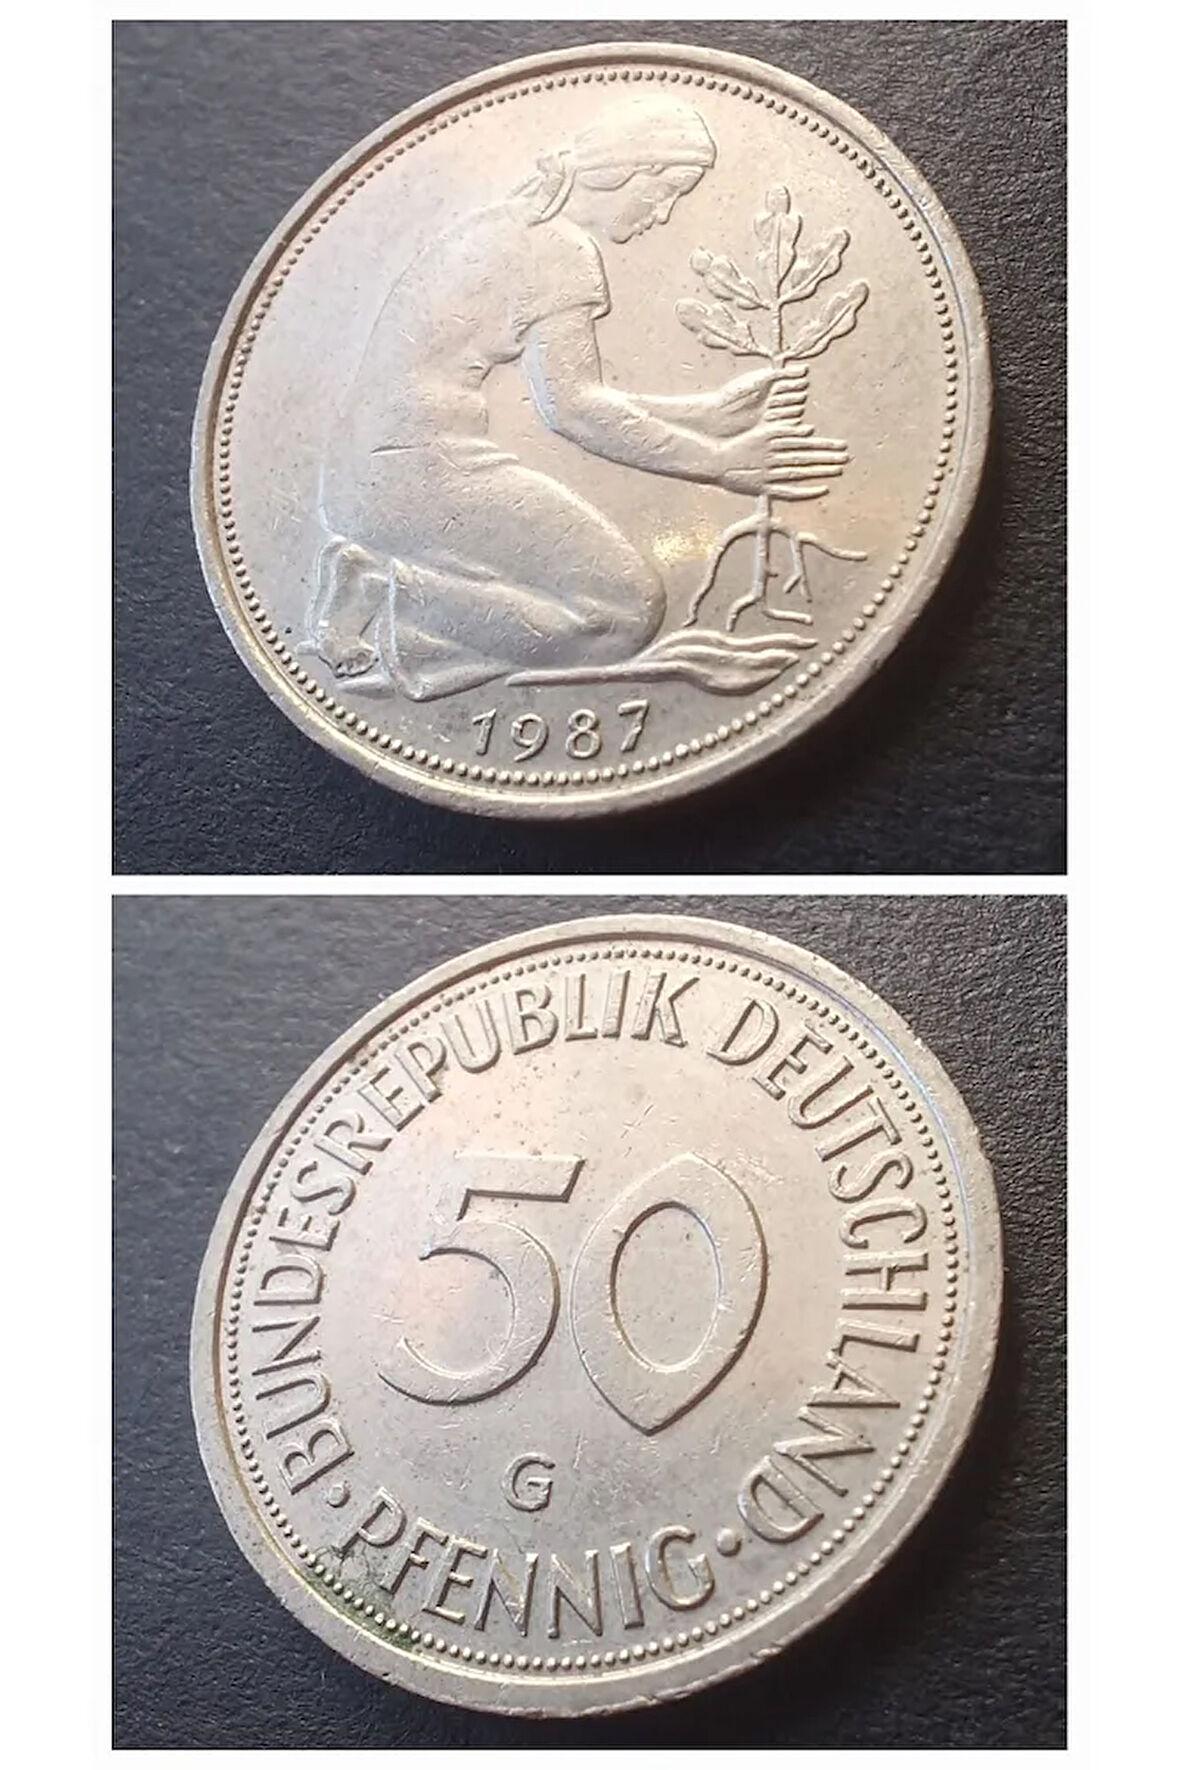 1987
BUNDESREPUBLIK DEUTSCHLAND
50
G
· PFENNIG ·